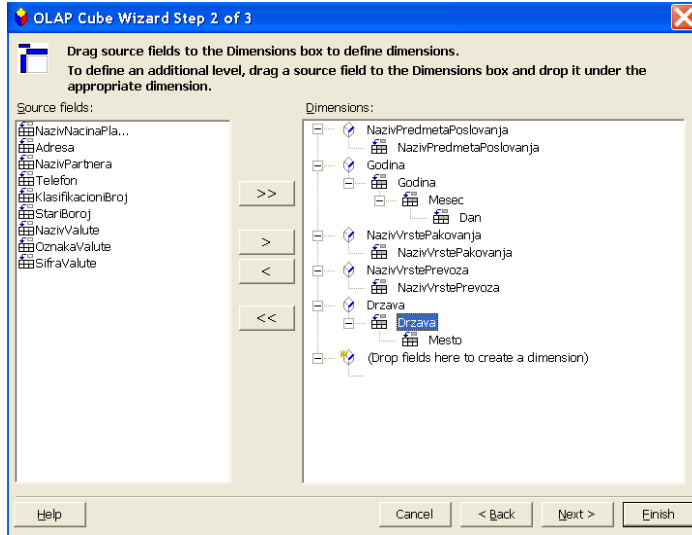 OLAP Cube Wizard Step 2 of 3
Drag source fields to the Dimensions box to define dimensions.
To define an additional level, drag a source field to the Dimensions box and drop it under the
appropriate dimension.
Source fields:
NazivNacinaPla...
Adresa
NazivPartnera
Telefon
KlasifikacioniBroj
StariBoroj
NazivValute
OznakaValute
SifraValute
>>
>
<
<<
Dimensions:
NazivPredmetaPoslovanja
NazivPredmetaPoslovanja
Godina
Godina
Mesec
Dan
NazivVrstePakovanja
NazivVrstePakovanja
NazivVrstePrevoza
NazivVrstePrevoza
Drzava
Drzava
Mesto
(Drop fields here to create a dimension)
Help
Cancel
< Back
Next >
Finish